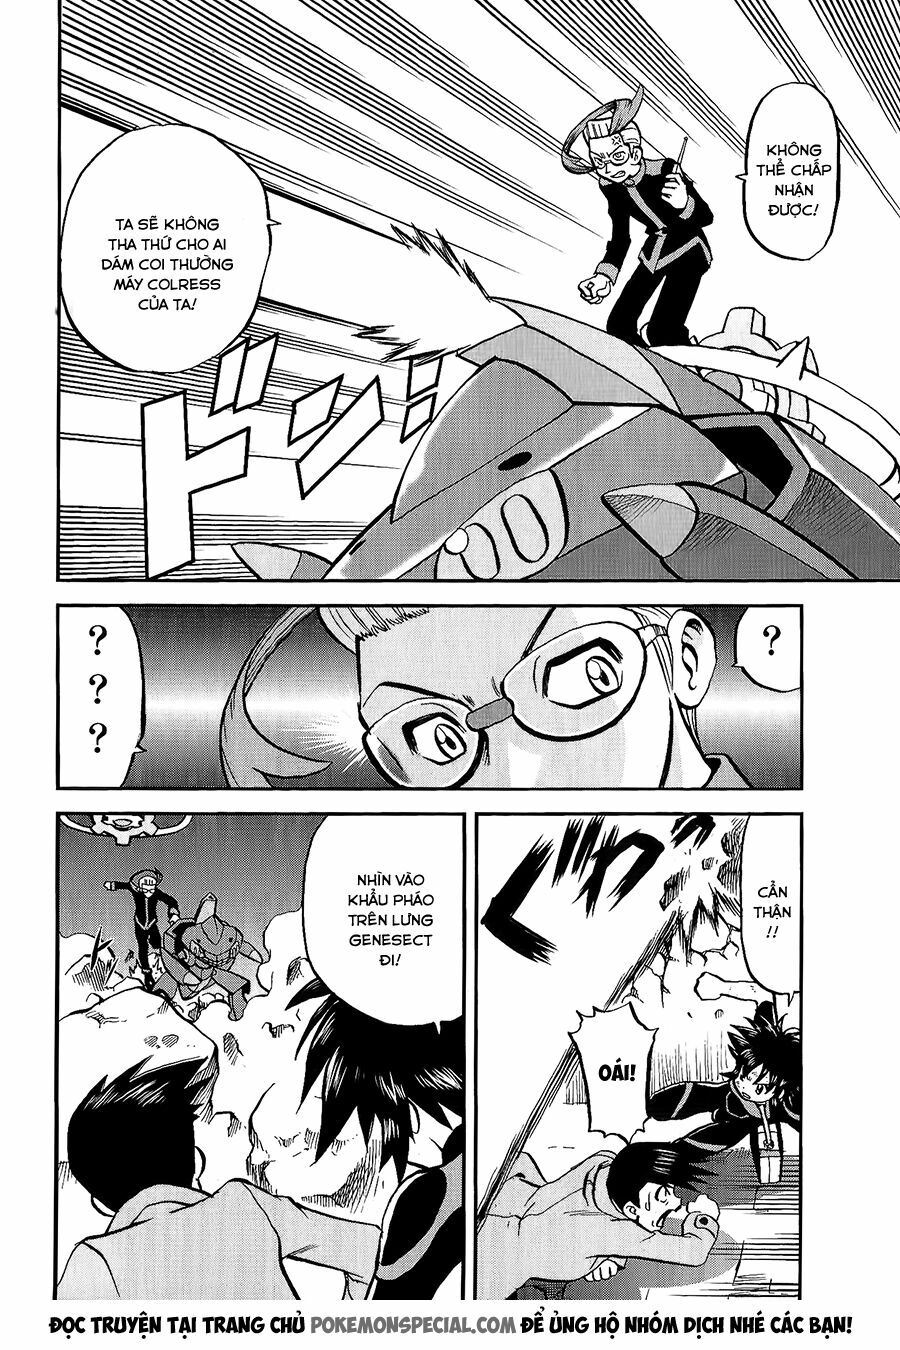 KHÔNG
THỂ CHẤP
NHẬN
ĐƯỢC!
TA SẼ KHÔNG
THA THỨ CHO AI
DÁM COI THƯỜNG
MÁY COLRESS
CỦA TA!
ドン!
?
?
?
?
CẨN
THẬN
!!
OÁI!
NHÌN VÀO
KHẨU PHÁO
TRÊN LƯNG
GENESECT
ĐI!
ĐỌC TRUYỆN TẠI TRANG CHỦ POKEMONSPECIAL.COM ĐỂ ỦNG HỘ NHÓM DỊCH NHÉ CÁC BẠN!